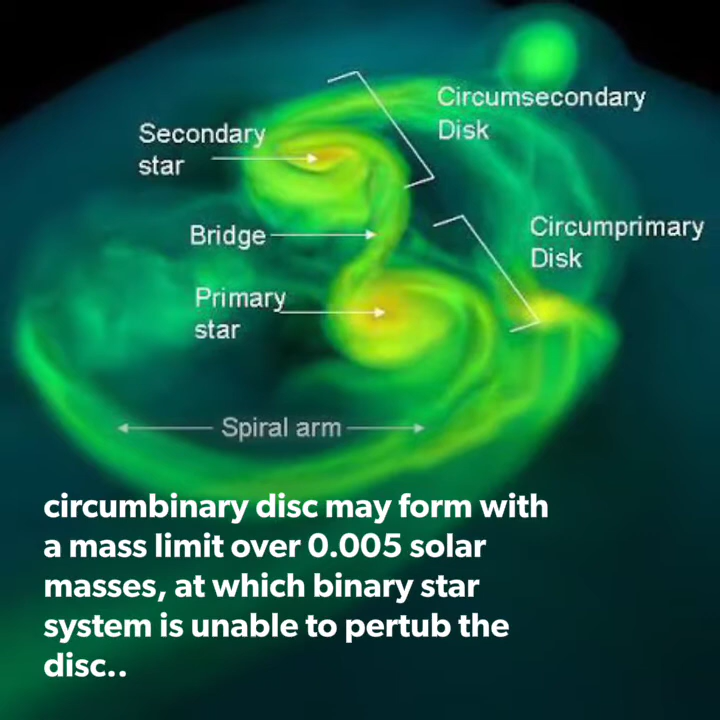 Circumsecondary
Disk
Secondary
star
Circumprimary
Disk
Bridge
Primary
star
Spiral arm
circumbinary disc may form with
a mass limit over 0.005 solar
masses, at which binary star
system is unable to pertub the
disc..